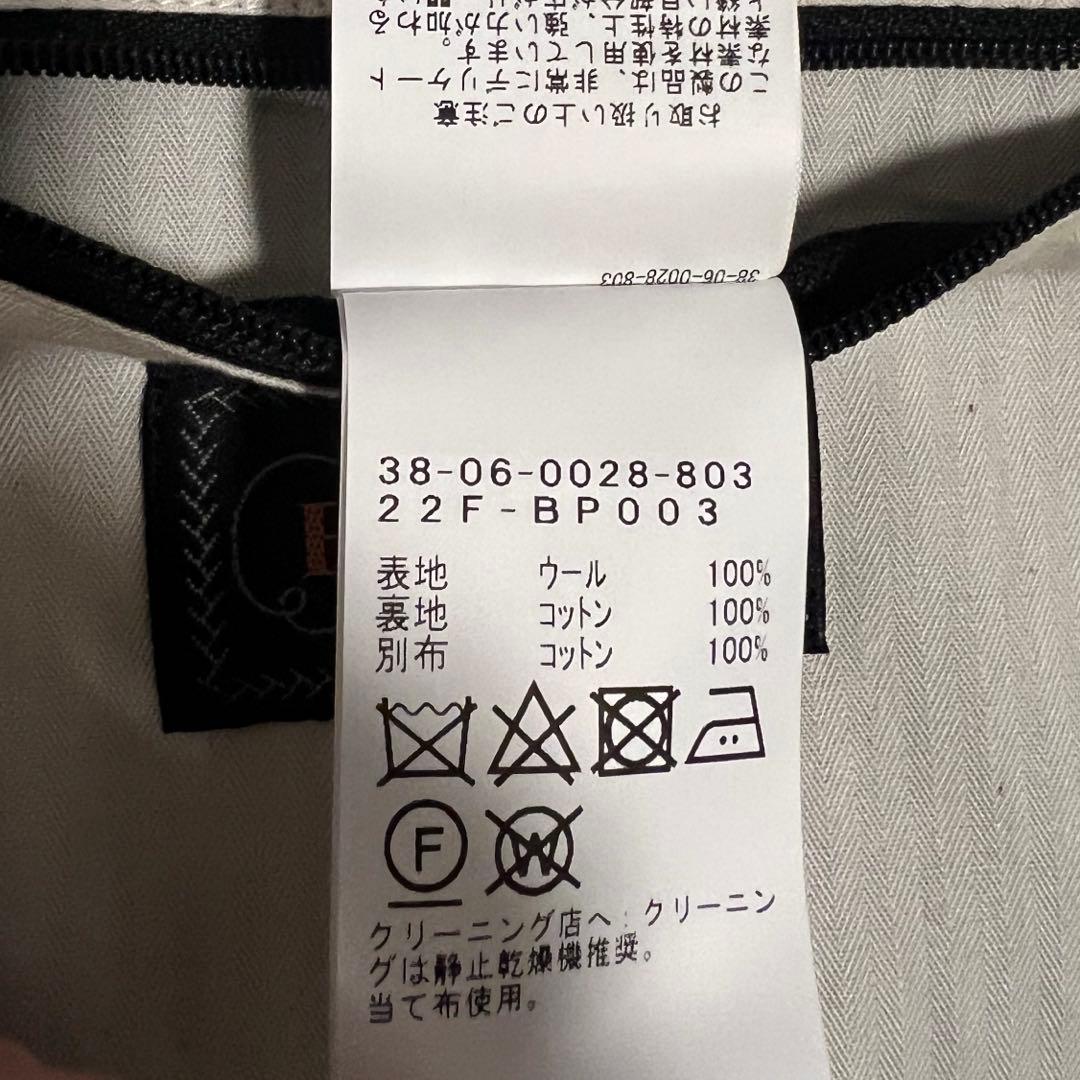 お取り扱い上のご注意
この製品は、非常にデリケート
な素材を使用しています。
素材の特性上、強い力が加わる
38-06-0028-803
38-06-0028-803
22F-BP003
表地 ウール 100%
裏地 コットン 100%
別布 コットン 100%
F W
クリーニング店へ:クリーニン
グは静止乾燥機推奨。
当て布使用。